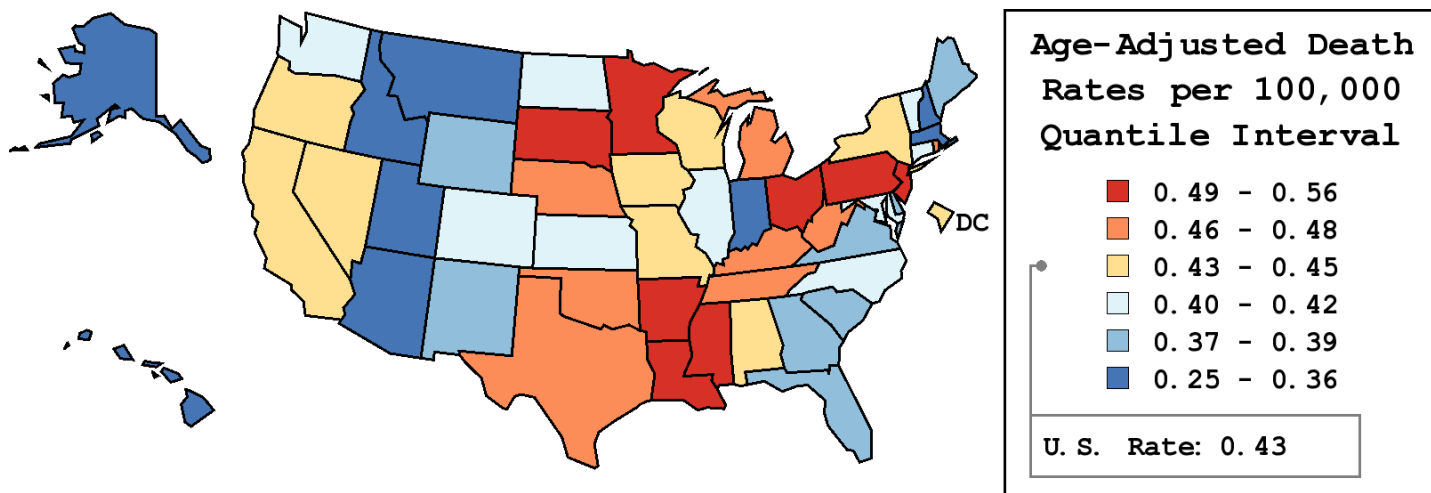 DC
Age-Adjusted Death
Rates per 100,000
Quantile Interval
0.49 - 0.56
0.46 - 0.48
0.43 - 0.45
0.40 - 0.42
0.37 - 0.39
0.25 - 0.36
U.S. Rate: 0.43